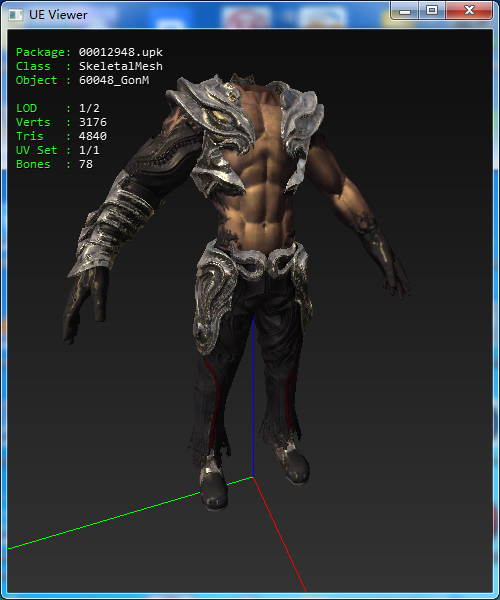 UE Viewer
Package: 00012948.upk
Class : SkeletalMesh
Object : 60048_GonM
LOD : 1/2
Verts : 3176
Tris : 4840
UV Set : 1/1
Bones : 78